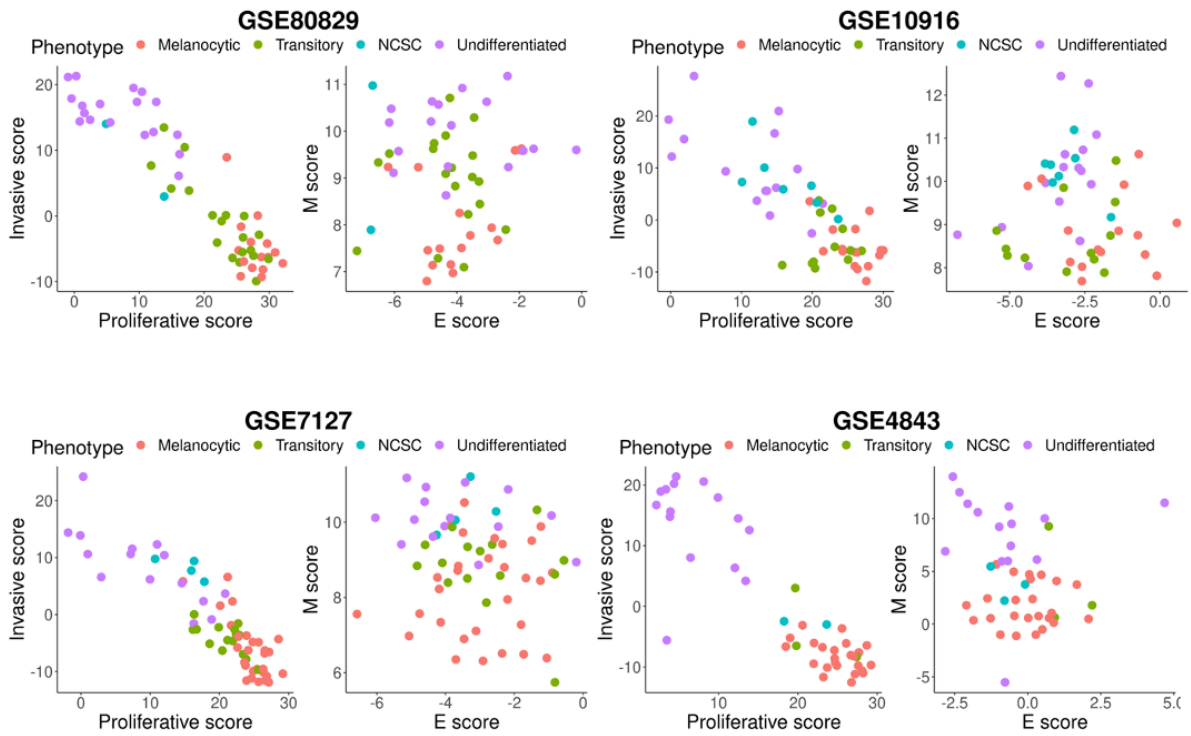 GSE80829
Phenotype Melanocytic Transitory NCSC Undifferentiated
Invasive score
20
10
0
-10
0 10 20 30
Proliferative score
M score
11
10
9
8
7
-6 -4 -2 0
E score
GSE10916
Phenotype Melanocytic Transitory NCSC Undifferentiated
Invasive score
20
10
0
-10
0 10 20 30
Proliferative score
M score
12
11
10
9
8
-5.0 -2.5 0.0
E score
GSE7127
Phenotype Melanocytic Transitory NCSC Undifferentiated
Invasive score
20
10
0
-10
0 10 20 30
Proliferative score
M score
10
8
6
-6 -4 -2 0
E score
GSE4843
Phenotype Melanocytic Transitory NCSC Undifferentiated
Invasive score
20
10
0
-10
10 20 30
Proliferative score
M score
10
5
0
-5
-2.5 0.0 2.5
E score